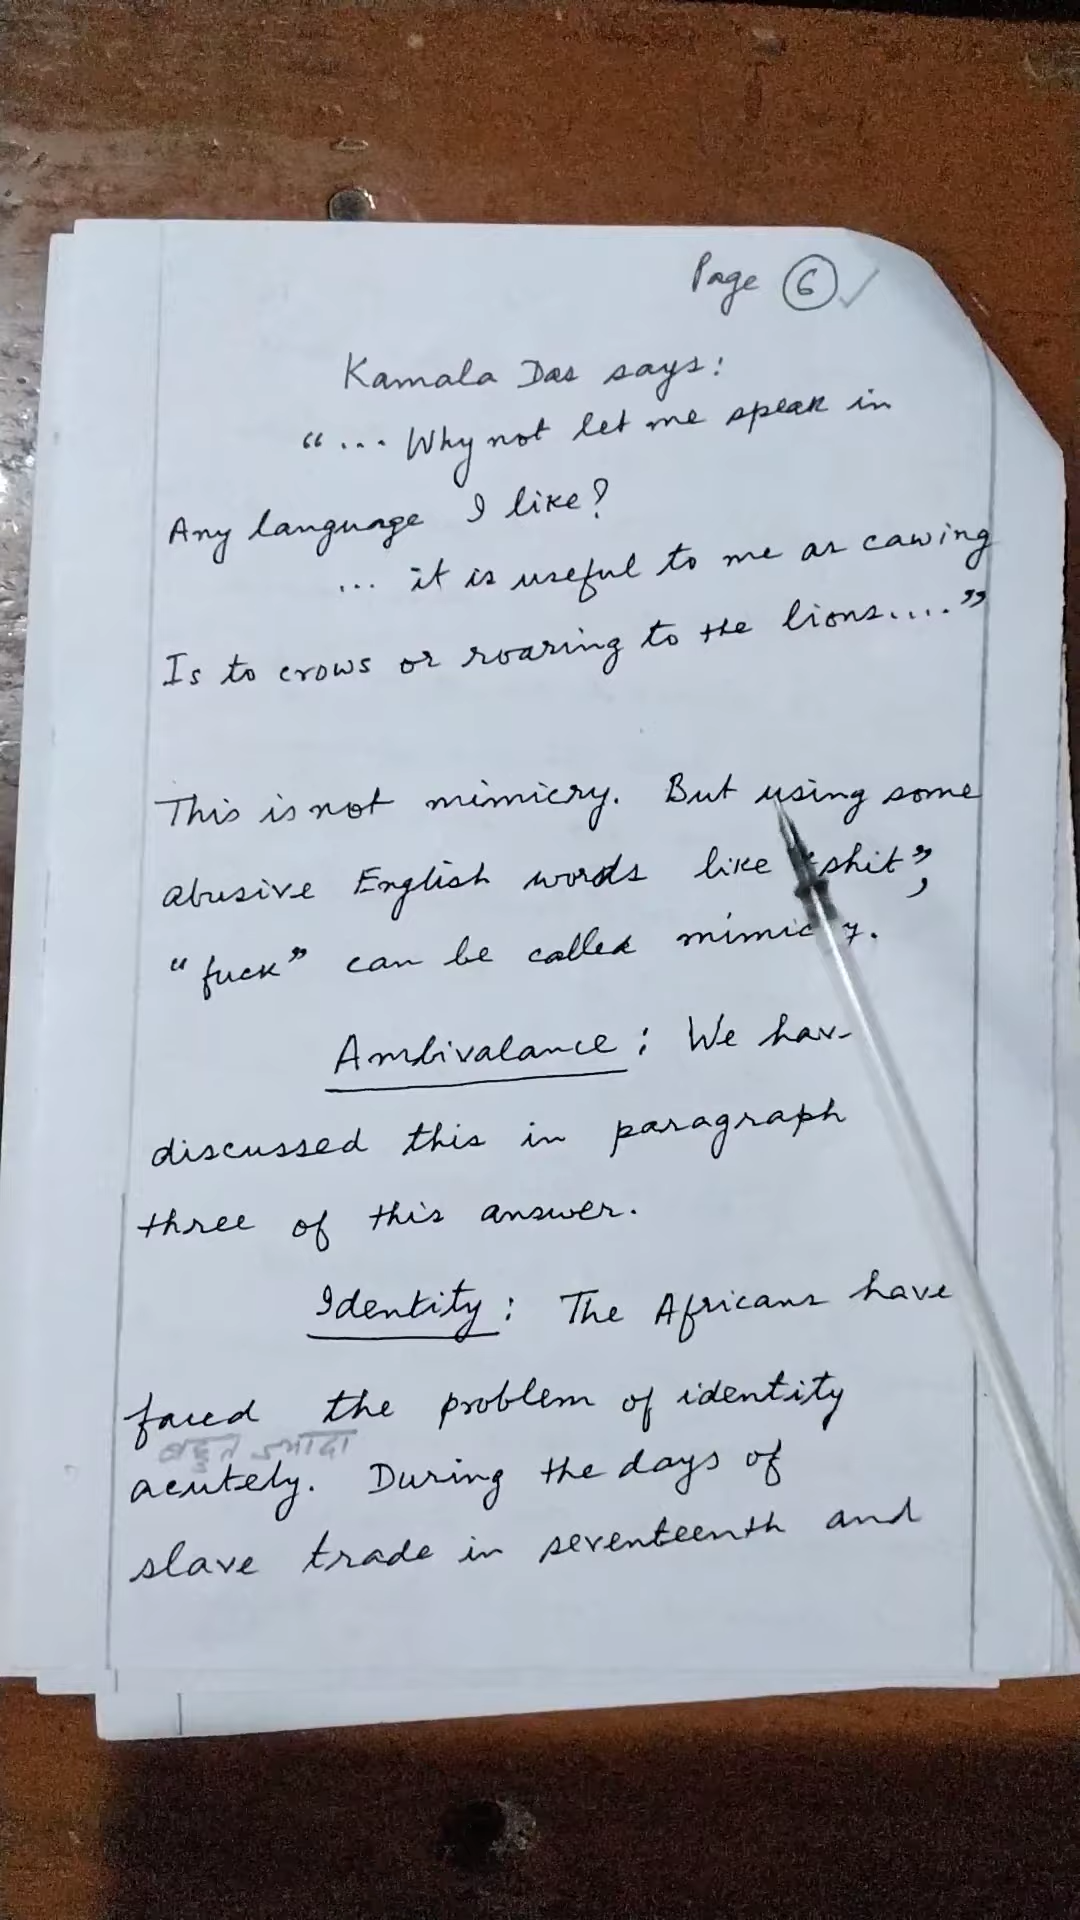 Page 6
Kamala Das says:
"... Why not let me speak in
Any language I like?
... it is useful to me as cawing
Is to crows or roaring to the lions...."
This is not mimicry. But using some
abusive English words like "shit",
"fuck" can be called mimicry.
Ambivalance: We hav
discussed this in paragraph
three of this answer.
Identity: The Africans have
faced the problem of identity
acutely. During the days of
slave trade in seventeenth and